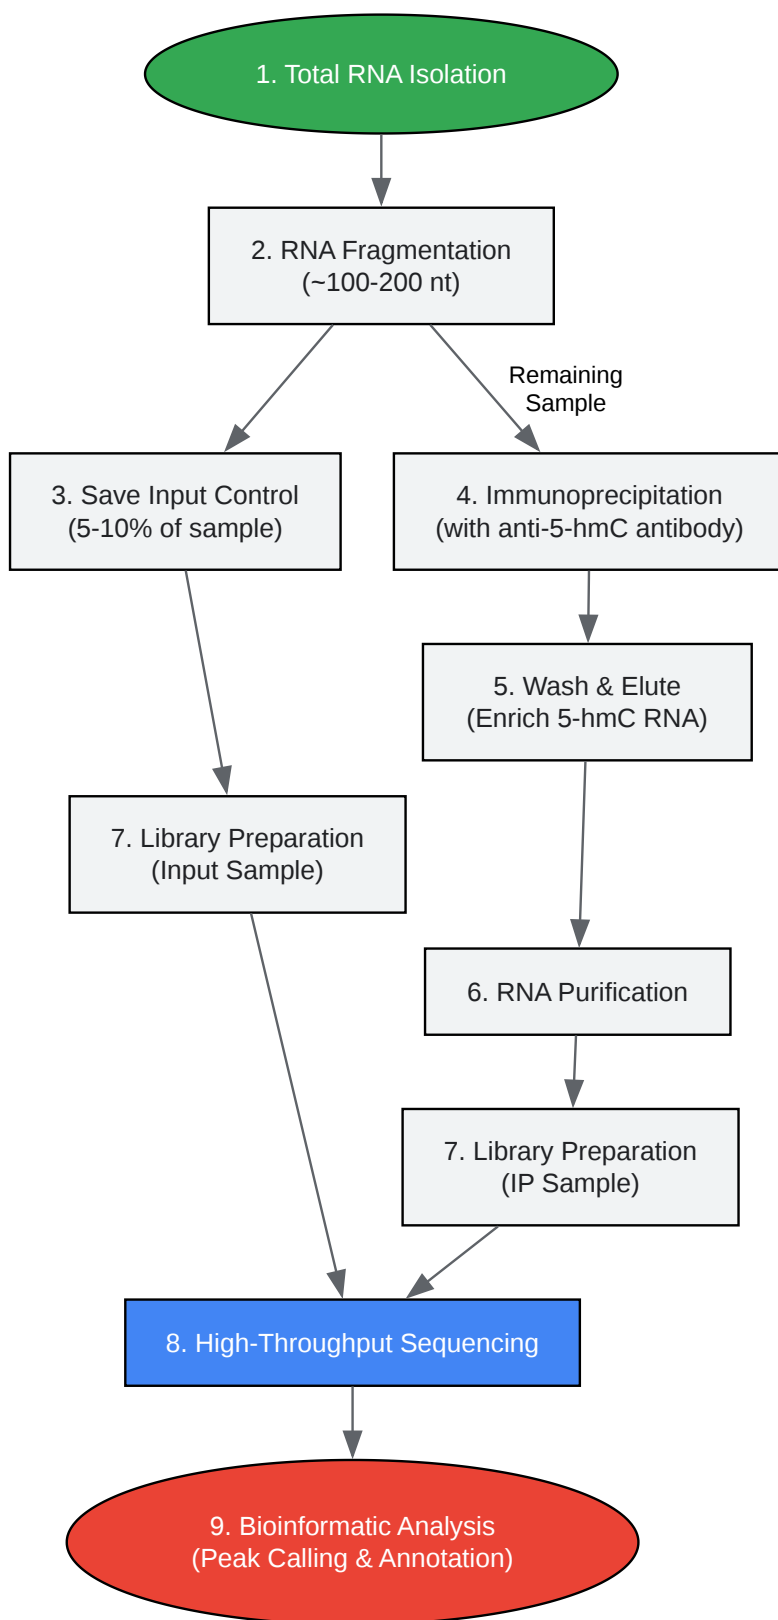 1. Total RNA Isolation
2. RNA Fragmentation
(~100-200 nt)
Remaining
Sample
3. Save Input Control
(5-10% of sample)
4. Immunoprecipitation
(with anti-5-hmC antibody)
5. Wash & Elute
(Enrich 5-hmC RNA)
7. Library Preparation
(Input Sample)
6. RNA Purification
7. Library Preparation
(IP Sample)
8. High-Throughput Sequencing
9. Bioinformatic Analysis
(Peak Calling & Annotation)